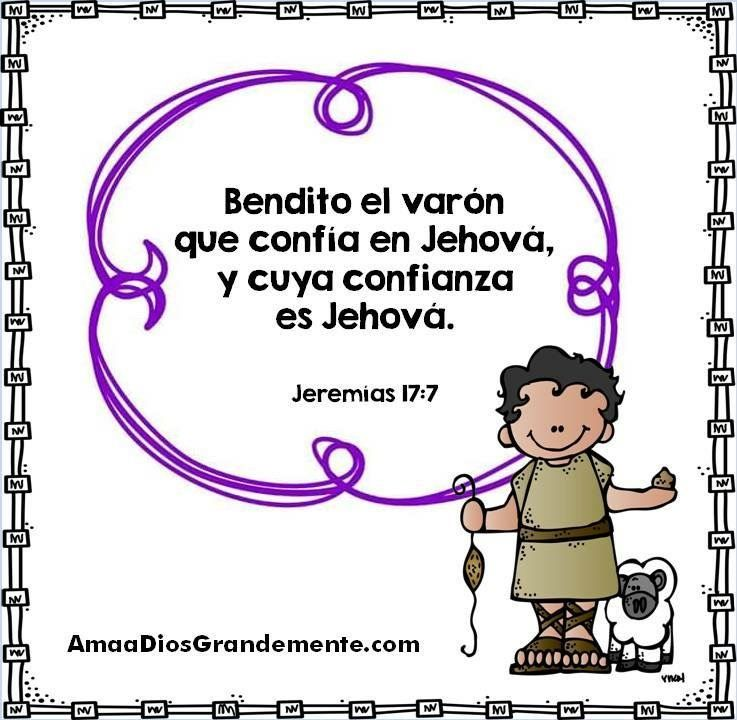 Bendito el varón
que confía en Jehová,
y cuya confianza
es Jehová.
Jeremías 17:7
AmaaDiosGrandemente.com